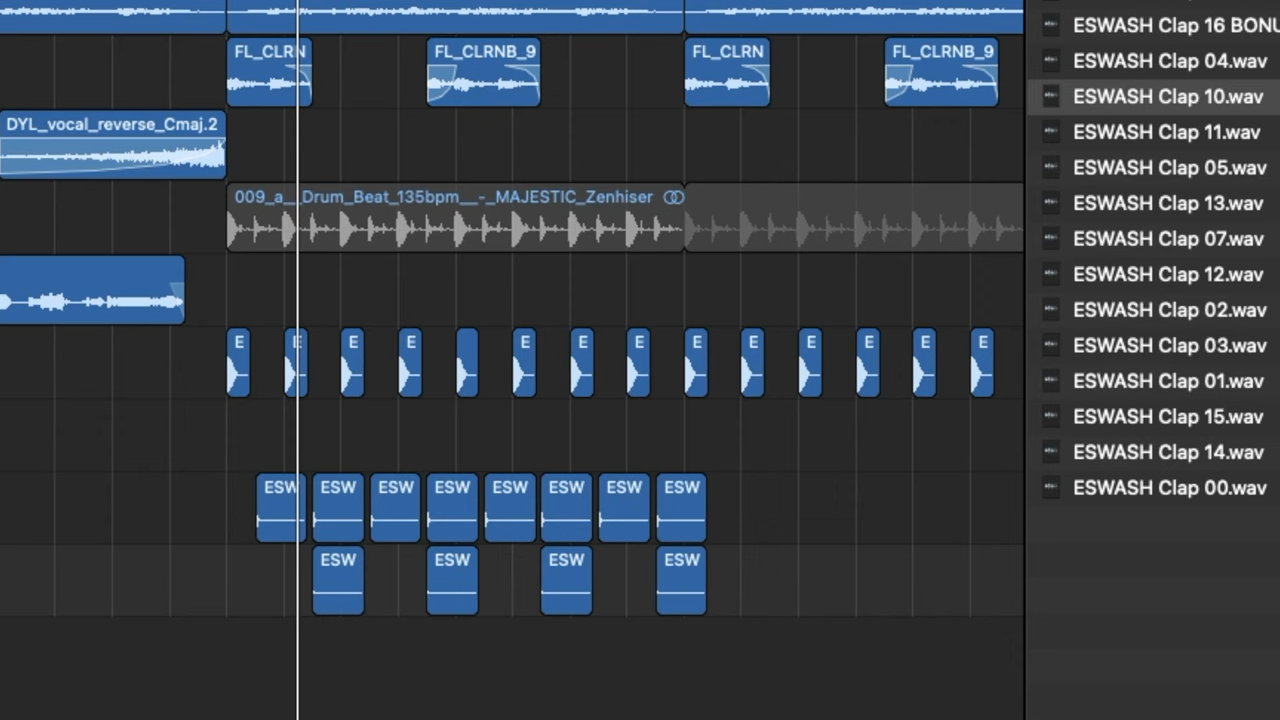 FL_CLRN
FL_CLRNB_9
FL_CLRN
FL_CLRNB_9
DYL_vocal_reverse_Cmaj.2
009_a__Drum_Beat_135bpm__-_MAJESTIC_Zenhiser
E
E
E
E
E
E
E
E
E
E
E
E
E
ESW
ESW
ESW
ESW
ESW
ESW
ESW
ESW
ESW
ESW
ESW
ESW
ESWASH Clap 16 BONU
ESWASH Clap 04.wav
ESWASH Clap 10.wav
ESWASH Clap 11.wav
ESWASH Clap 05.wav
ESWASH Clap 13.wav
ESWASH Clap 07.wav
ESWASH Clap 12.wav
ESWASH Clap 02.wav
ESWASH Clap 03.wav
ESWASH Clap 01.wav
ESWASH Clap 15.wav
ESWASH Clap 14.wav
ESWASH Clap 00.wav